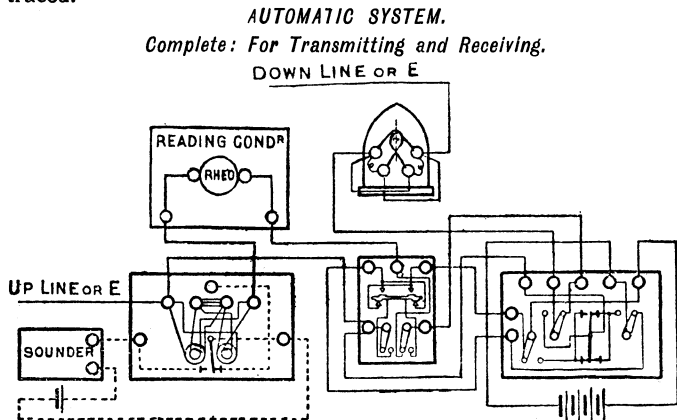 traced.
AUTOMATIC SYSTEM.
Complete: For Transmitting and Receiving.
DOWN LINE OR E
READING CONDR
RHEO
UP LINE OR E
SOUNDER